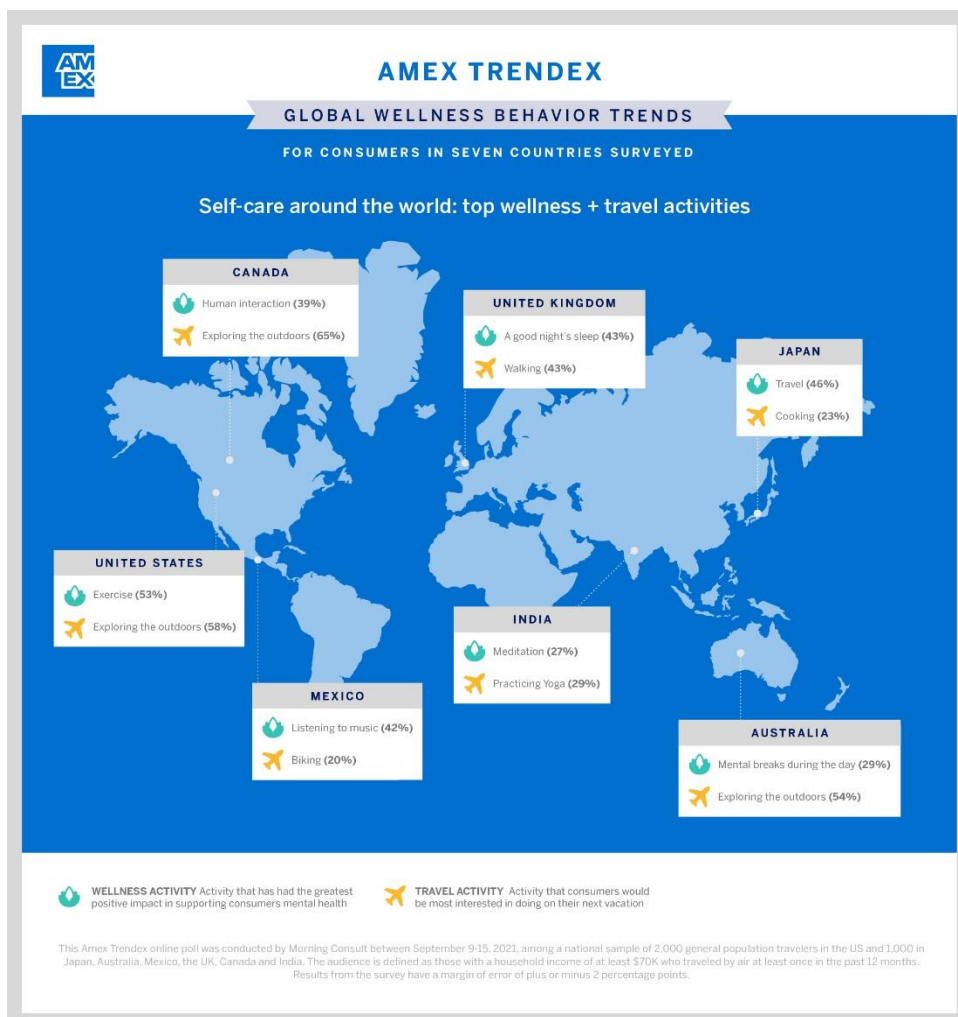 AM
EX
AMEX TRENDEX
GLOBAL WELLNESS BEHAVIOR TRENDS
FOR CONSUMERS IN SEVEN COUNTRIES SURVEYED
Self-care around the world: top wellness + travel activities
CANADA
Human interaction (39%)
Exploring the outdoors (65%)
UNITED KINGDOM
A good night's sleep (43%)
Walking (43%)
JAPAN
Travel (46%)
Cooking (23%)
UNITED STATES
Exercise (53%)
Exploring the outdoors (58%)
INDIA
Meditation (27%)
Practicing Yoga (29%)
MEXICO
Listening to music (42%)
Biking (20%)
AUSTRALIA
Mental breaks during the day (29%)
Exploring the outdoors (54%)
WELLNESS ACTIVITY Activity that has had the greatest
positive impact in supporting consumers mental health
TRAVEL ACTIVITY Activity that consumers would
be most interested in doing on their next vacation
This Amex Trendex online poll was conducted by Morning Consult between September 9-15, 2021, among a national sample of 2,000 general population travelers in the US and 1,000 in
Japan, Australia, Mexico, the UK, Canada and India. The audience is defined as those with a household income of at least $70K who traveled by air at least once in the past 12 months.
Results from the survey have a margin of error of plus or minus 2 percentage points.